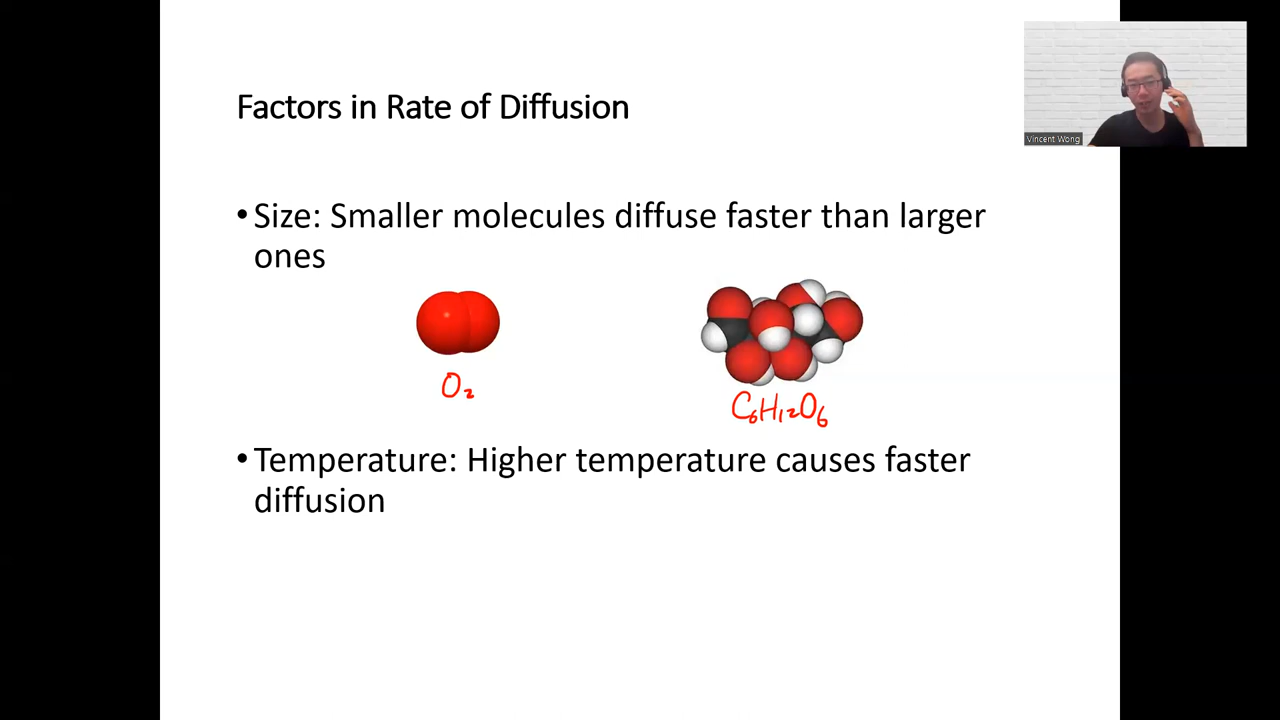 Factors in Rate of Diffusion
Vincent Wong
• Size: Smaller molecules diffuse faster than larger
ones
O₂
C₆H₁₂O₆
• Temperature: Higher temperature causes faster
diffusion